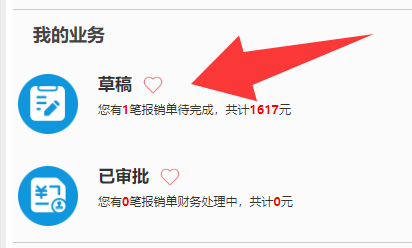 我的业务
草稿
您有1笔报销单待完成，共计1617元
已审批
您有0笔报销单财务处理中，共计0元